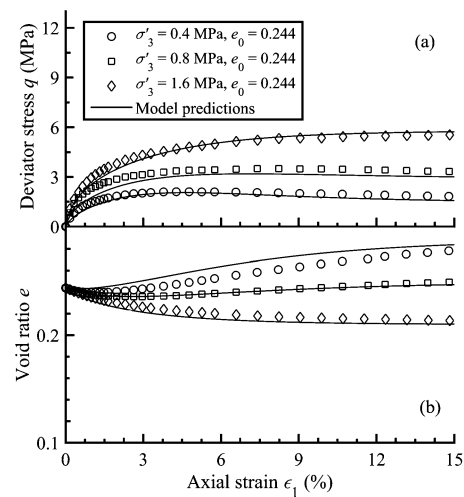 12
9
6
3
0
Deviator stress q (MPa)
(a)
σ′₃ = 0.4 MPa, e₀ = 0.244
σ′₃ = 0.8 MPa, e₀ = 0.244
σ′₃ = 1.6 MPa, e₀ = 0.244
Model predictions
0.2
0.1
Void ratio e
(b)
0 3 6 9 12 15
Axial strain ϵ₁ (%)